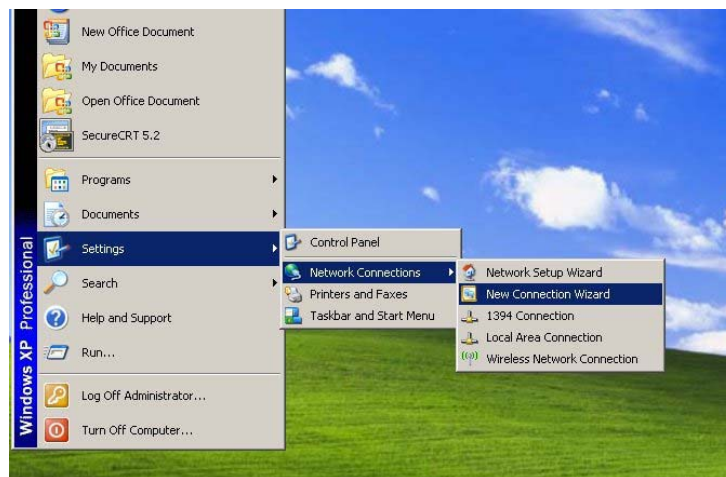 New Office Document
My Documents
Open Office Document
SecureCRT 5.2
Programs
Documents
Settings
Search
Help and Support
Run...
Log Off Administrator...
Turn Off Computer...
Windows XP Professional
Control Panel
Network Connections
Printers and Faxes
Taskbar and Start Menu
Network Setup Wizard
New Connection Wizard
1394 Connection
Local Area Connection
Wireless Network Connection